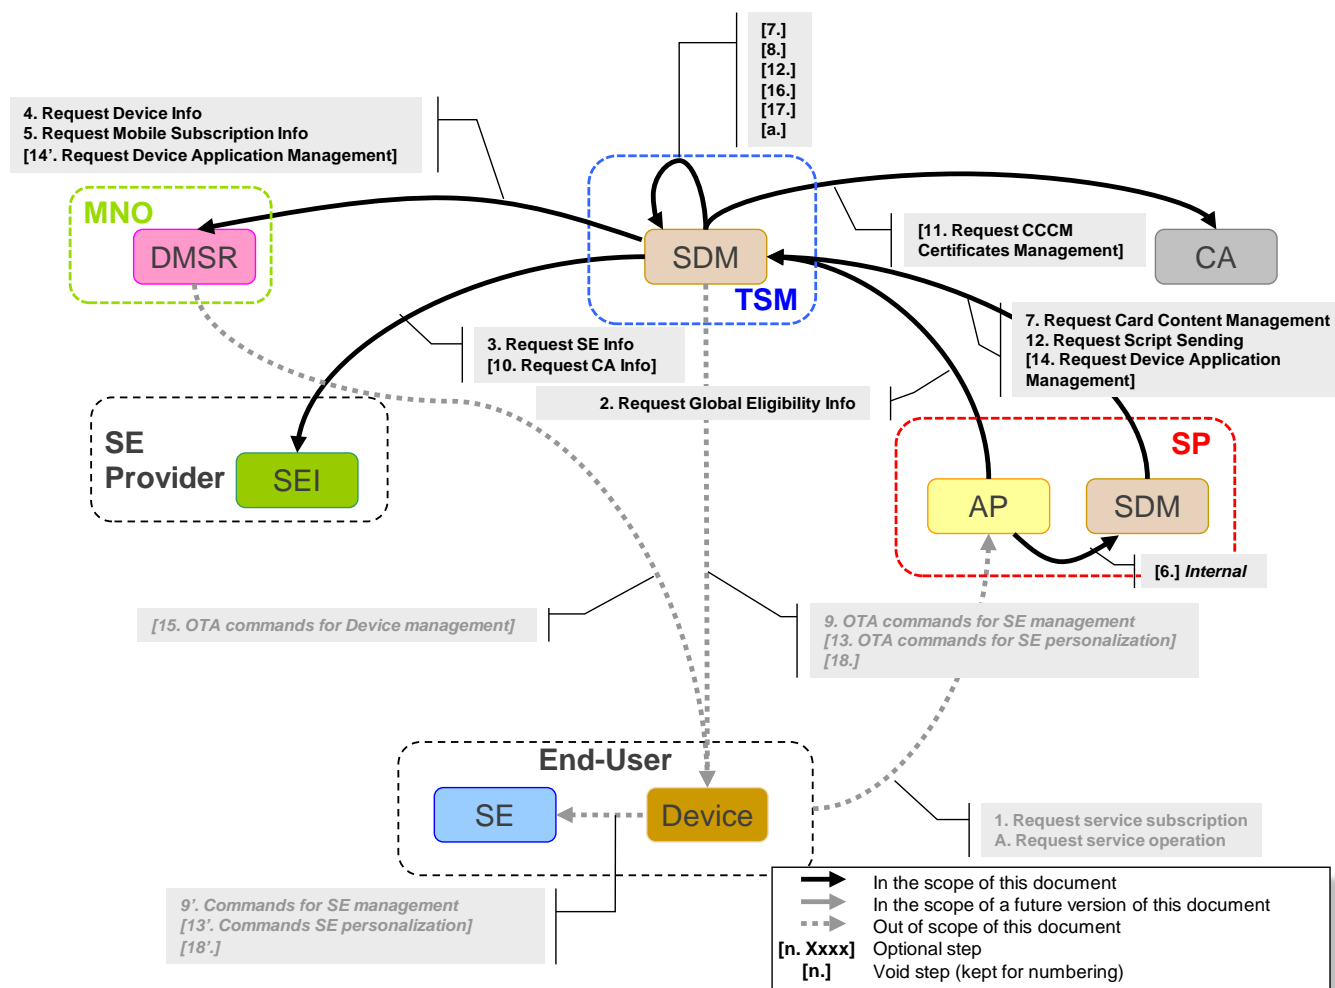 [7.]
[8.]
[12.]
[16.]
[17.]
[a.]
4. Request Device Info
5. Request Mobile Subscription Info
[14’. Request Device Application Management]
MNO
DMSR
SDM
TSM
[11. Request CCCM
Certificates Management]
CA
3. Request SE Info
[10. Request CA Info]
7. Request Card Content Management
12. Request Script Sending
[14. Request Device Application
Management]
2. Request Global Eligibility Info
SE
Provider
SEI
SP
AP
SDM
[6.] Internal
[15. OTA commands for Device management]
9. OTA commands for SE management
[13. OTA commands for SE personalization]
[18.]
End-User
SE
Device
1. Request service subscription
A. Request service operation
9’. Commands for SE management
[13’. Commands SE personalization]
[18’.]
In the scope of this document
In the scope of a future version of this document
Out of scope of this document
[n. Xxxx] Optional step
[n.] Void step (kept for numbering)